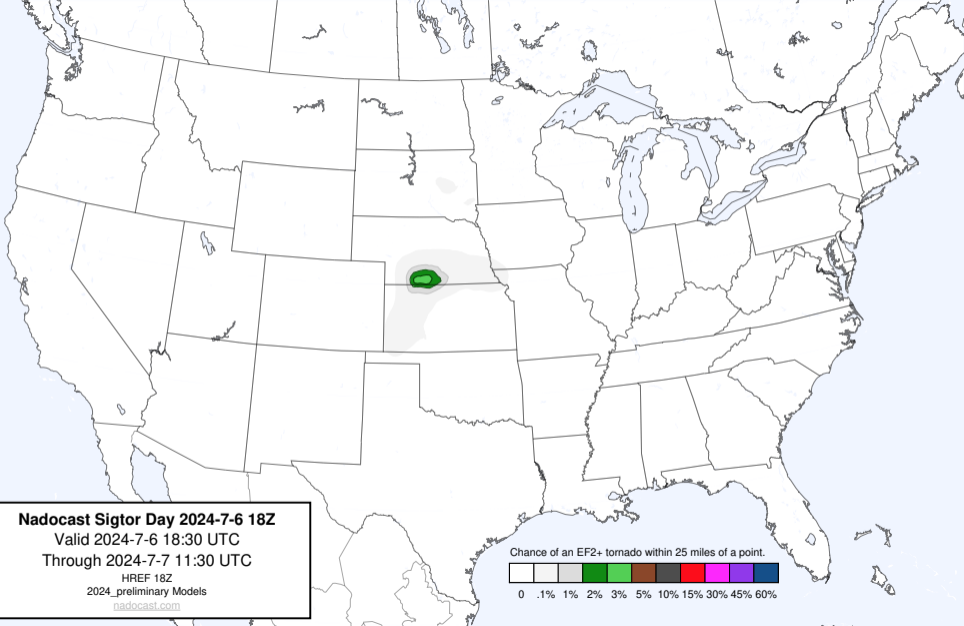 Nadocast Sigtor Day 2024-7-6 18Z
Valid 2024-7-6 18:30 UTC
Through 2024-7-7 11:30 UTC
HREF 18Z
2024_preliminary Models
nadocast.com
Chance of an EF2+ tornado within 25 miles of a point.
0 .1% 1% 2% 3% 5% 10% 15% 30% 45% 60%